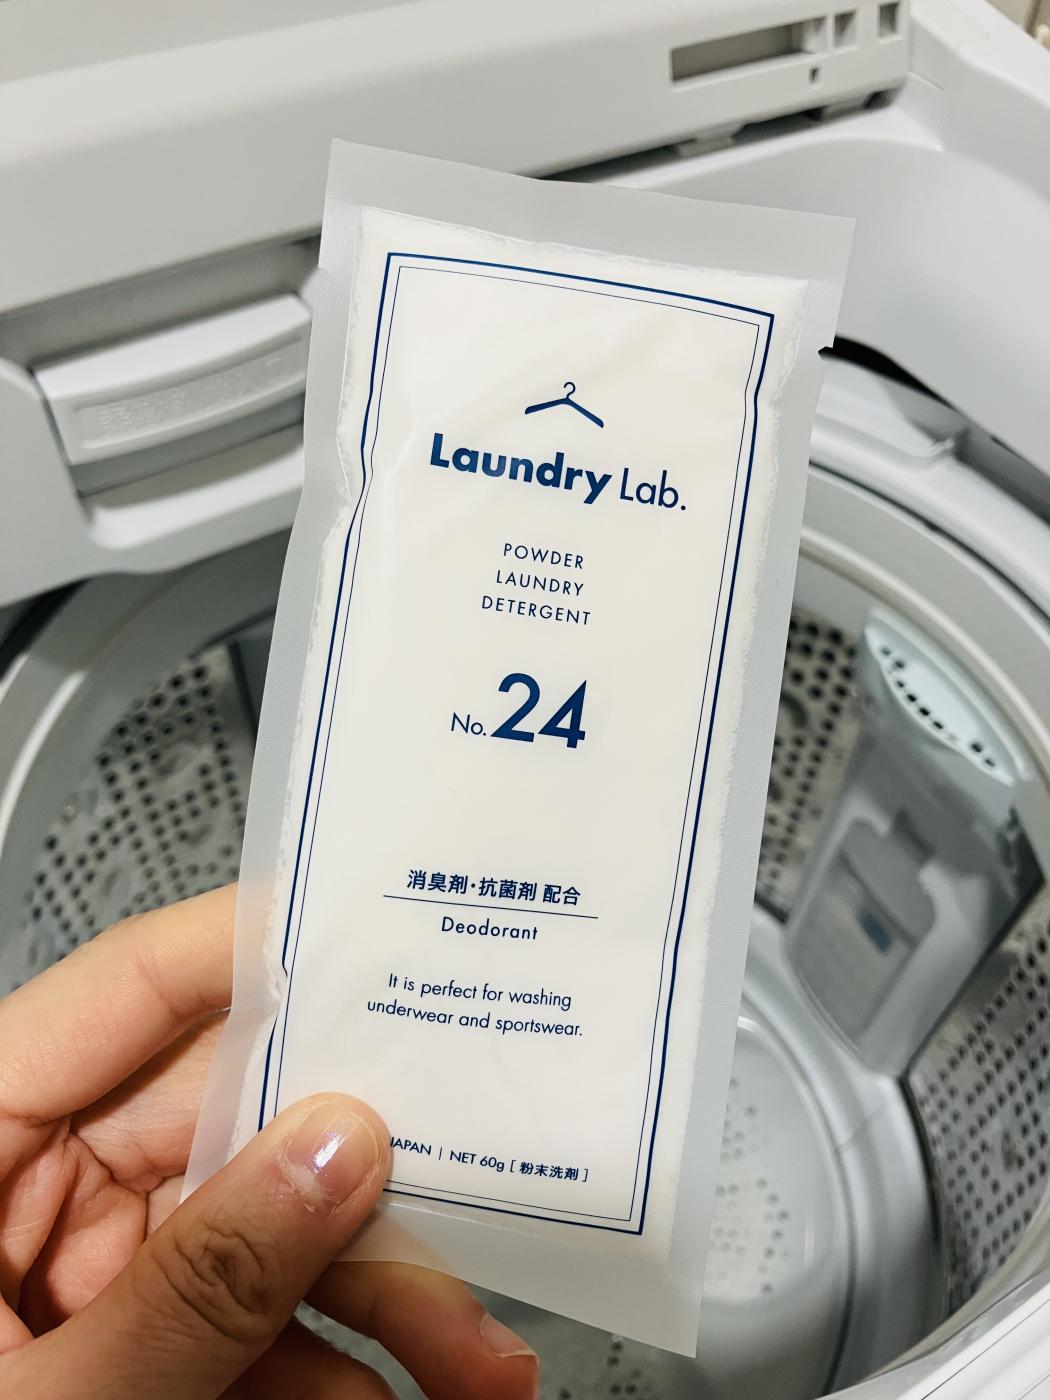 Laundry Lab.
POWDER
LAUNDRY
DETERGENT
No.24
消臭剤・抗菌剤 配合
Deodorant
It is perfect for washing
underwear and sportswear.
JAPAN | NET 60g [ 粉末洗剤 ]